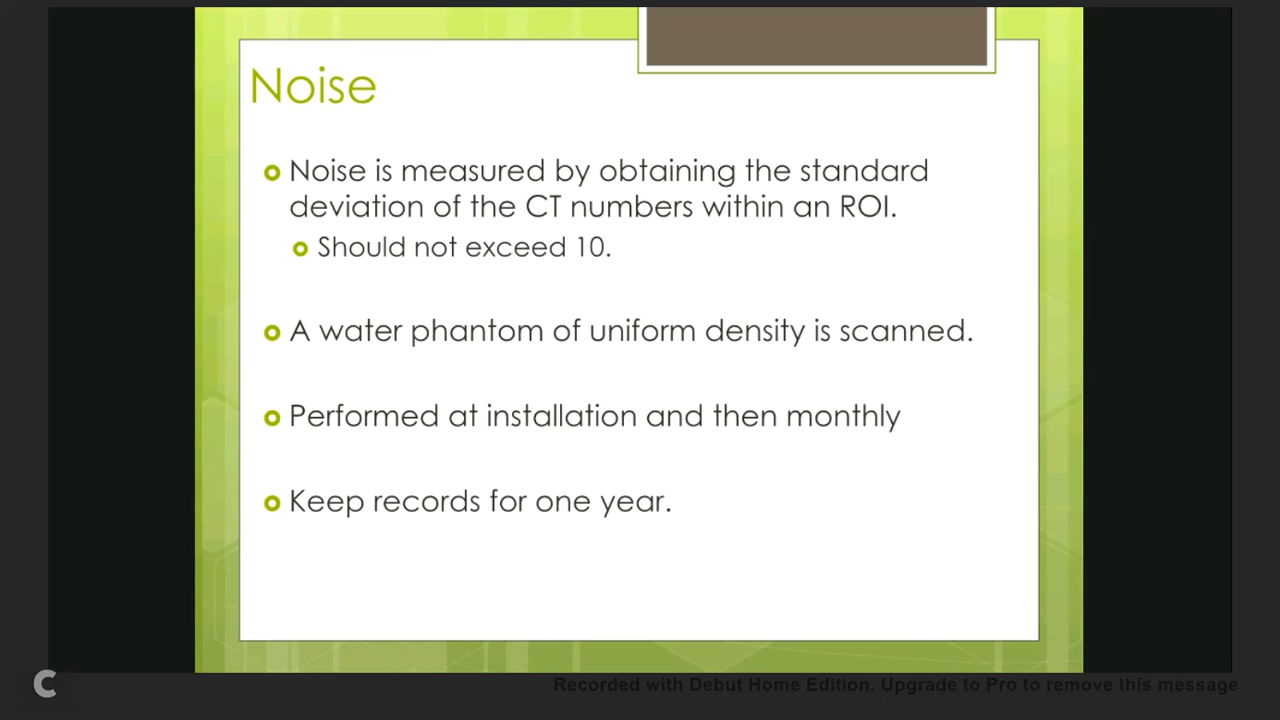 Noise
Noise is measured by obtaining the standard
deviation of the CT numbers within an ROI.
Should not exceed 10.
A water phantom of uniform density is scanned.
Performed at installation and then monthly
Keep records for one year.
C
Recorded with Debut Home Edition. Upgrade to Pro to remove this message